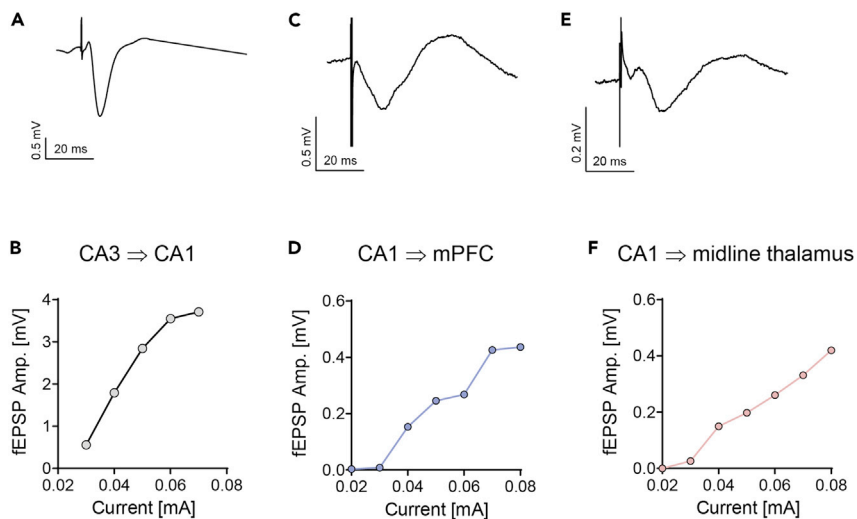 A
0.5 mV
20 ms
C
0.5 mV
20 ms
E
0.2 mV
20 ms
B
CA3 ⇒ CA1
fEPSP Amp. [mV]
4
3
2
1
0
0.02 0.04 0.06 0.08
Current [mA]
D
CA1 ⇒ mPFC
fEPSP Amp. [mV]
0.6
0.4
0.2
0.0
0.02 0.04 0.06 0.08
Current [mA]
F
CA1 ⇒ midline thalamus
fEPSP Amp. [mV]
0.6
0.4
0.2
0.0
0.02 0.04 0.06 0.08
Current [mA]